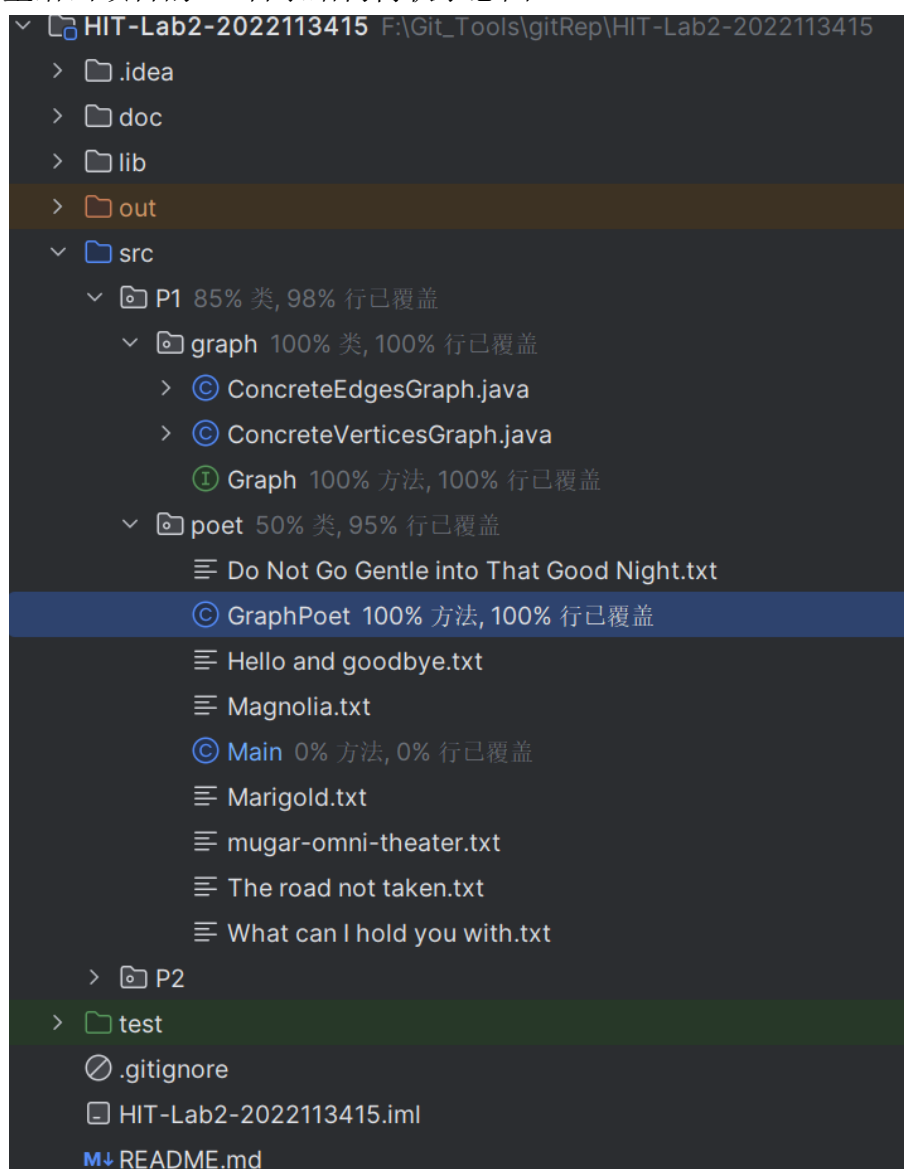 HIT-Lab2-2022113415 F:\Git_Tools\gitRep\HIT-Lab2-2022113415
.idea
doc
lib
out
src
P1 85% 类, 98% 行已覆盖
graph 100% 类, 100% 行已覆盖
ConcreteEdgesGraph.java
ConcreteVerticesGraph.java
Graph 100% 方法, 100% 行已覆盖
poet 50% 类, 95% 行已覆盖
Do Not Go Gentle into That Good Night.txt
GraphPoet 100% 方法, 100% 行已覆盖
Hello and goodbye.txt
Magnolia.txt
Main 0% 方法, 0% 行已覆盖
Marigold.txt
mugar-omni-theater.txt
The road not taken.txt
What can I hold you with.txt
P2
test
.gitignore
HIT-Lab2-2022113415.iml
README.md